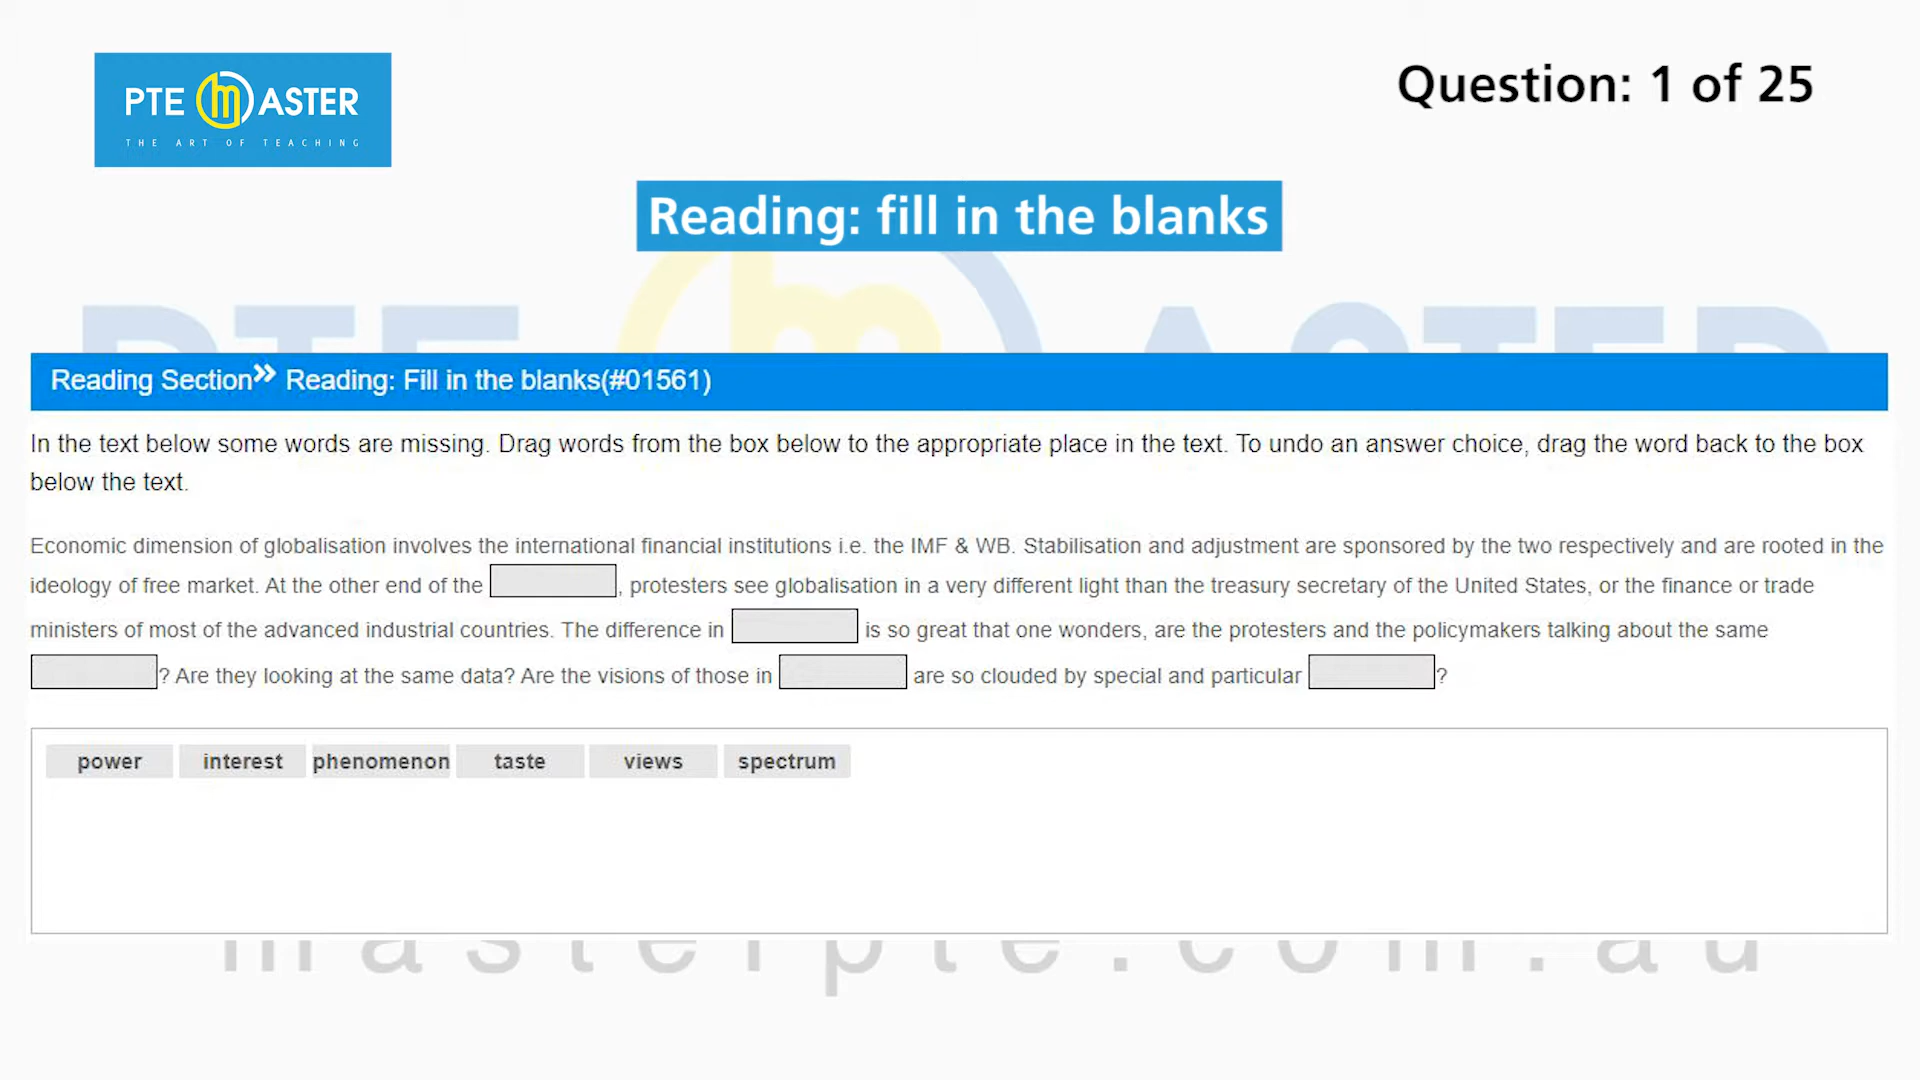 PTE MASTER
THE ART OF TEACHING
Question: 1 of 25
Reading: fill in the blanks
PTE m ASTER
Reading Section» Reading: Fill in the blanks(#01561)
In the text below some words are missing. Drag words from the box below to the appropriate place in the text. To undo an answer choice, drag the word back to the box
below the text.
Economic dimension of globalisation involves the international financial institutions i.e. the IMF & WB. Stabilisation and adjustment are sponsored by the two respectively and are rooted in the
ideology of free market. At the other end of the , protesters see globalisation in a very different light than the treasury secretary of the United States, or the finance or trade
ministers of most of the advanced industrial countries. The difference in is so great that one wonders, are the protesters and the policymakers talking about the same
? Are they looking at the same data? Are the visions of those in are so clouded by special and particular ?
power interest phenomenon taste views spectrum
masterpte.com.au